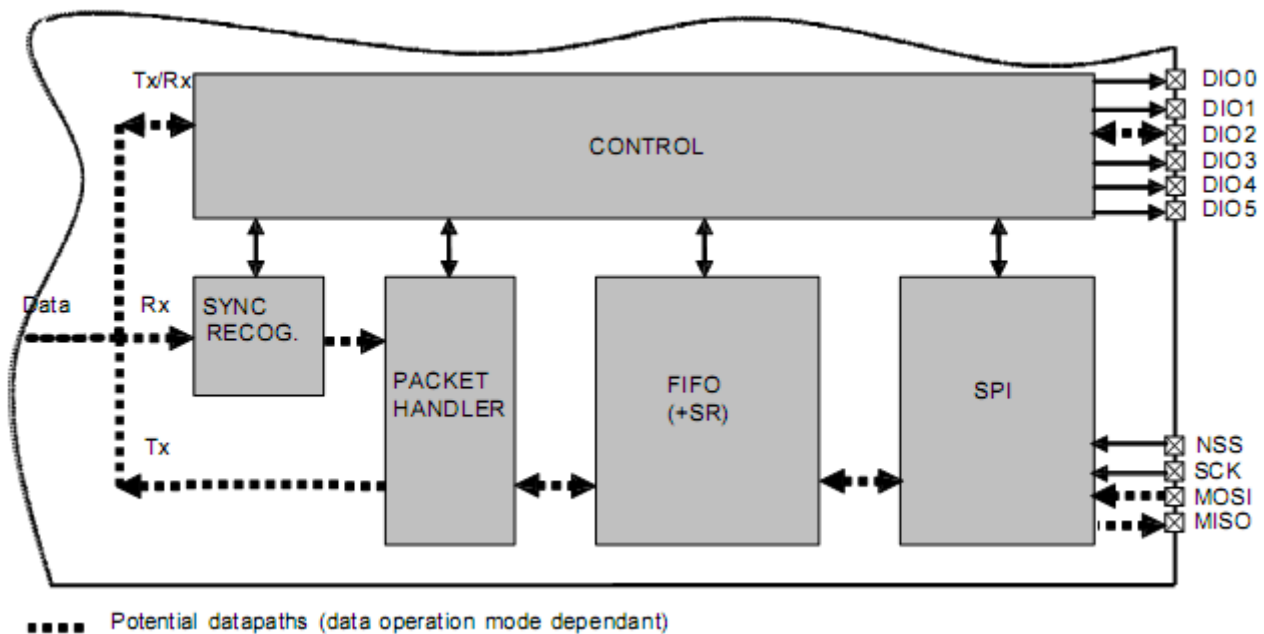 Tx/Rx
CONTROL
DIO0
DIO1
DIO2
DIO3
DIO4
DIO5
Data
Rx
SYNC
RECOG.
PACKET
HANDLER
FIFO
(+SR)
SPI
Tx
NSS
SCK
MOSI
MISO
Potential datapaths (data operation mode dependant)